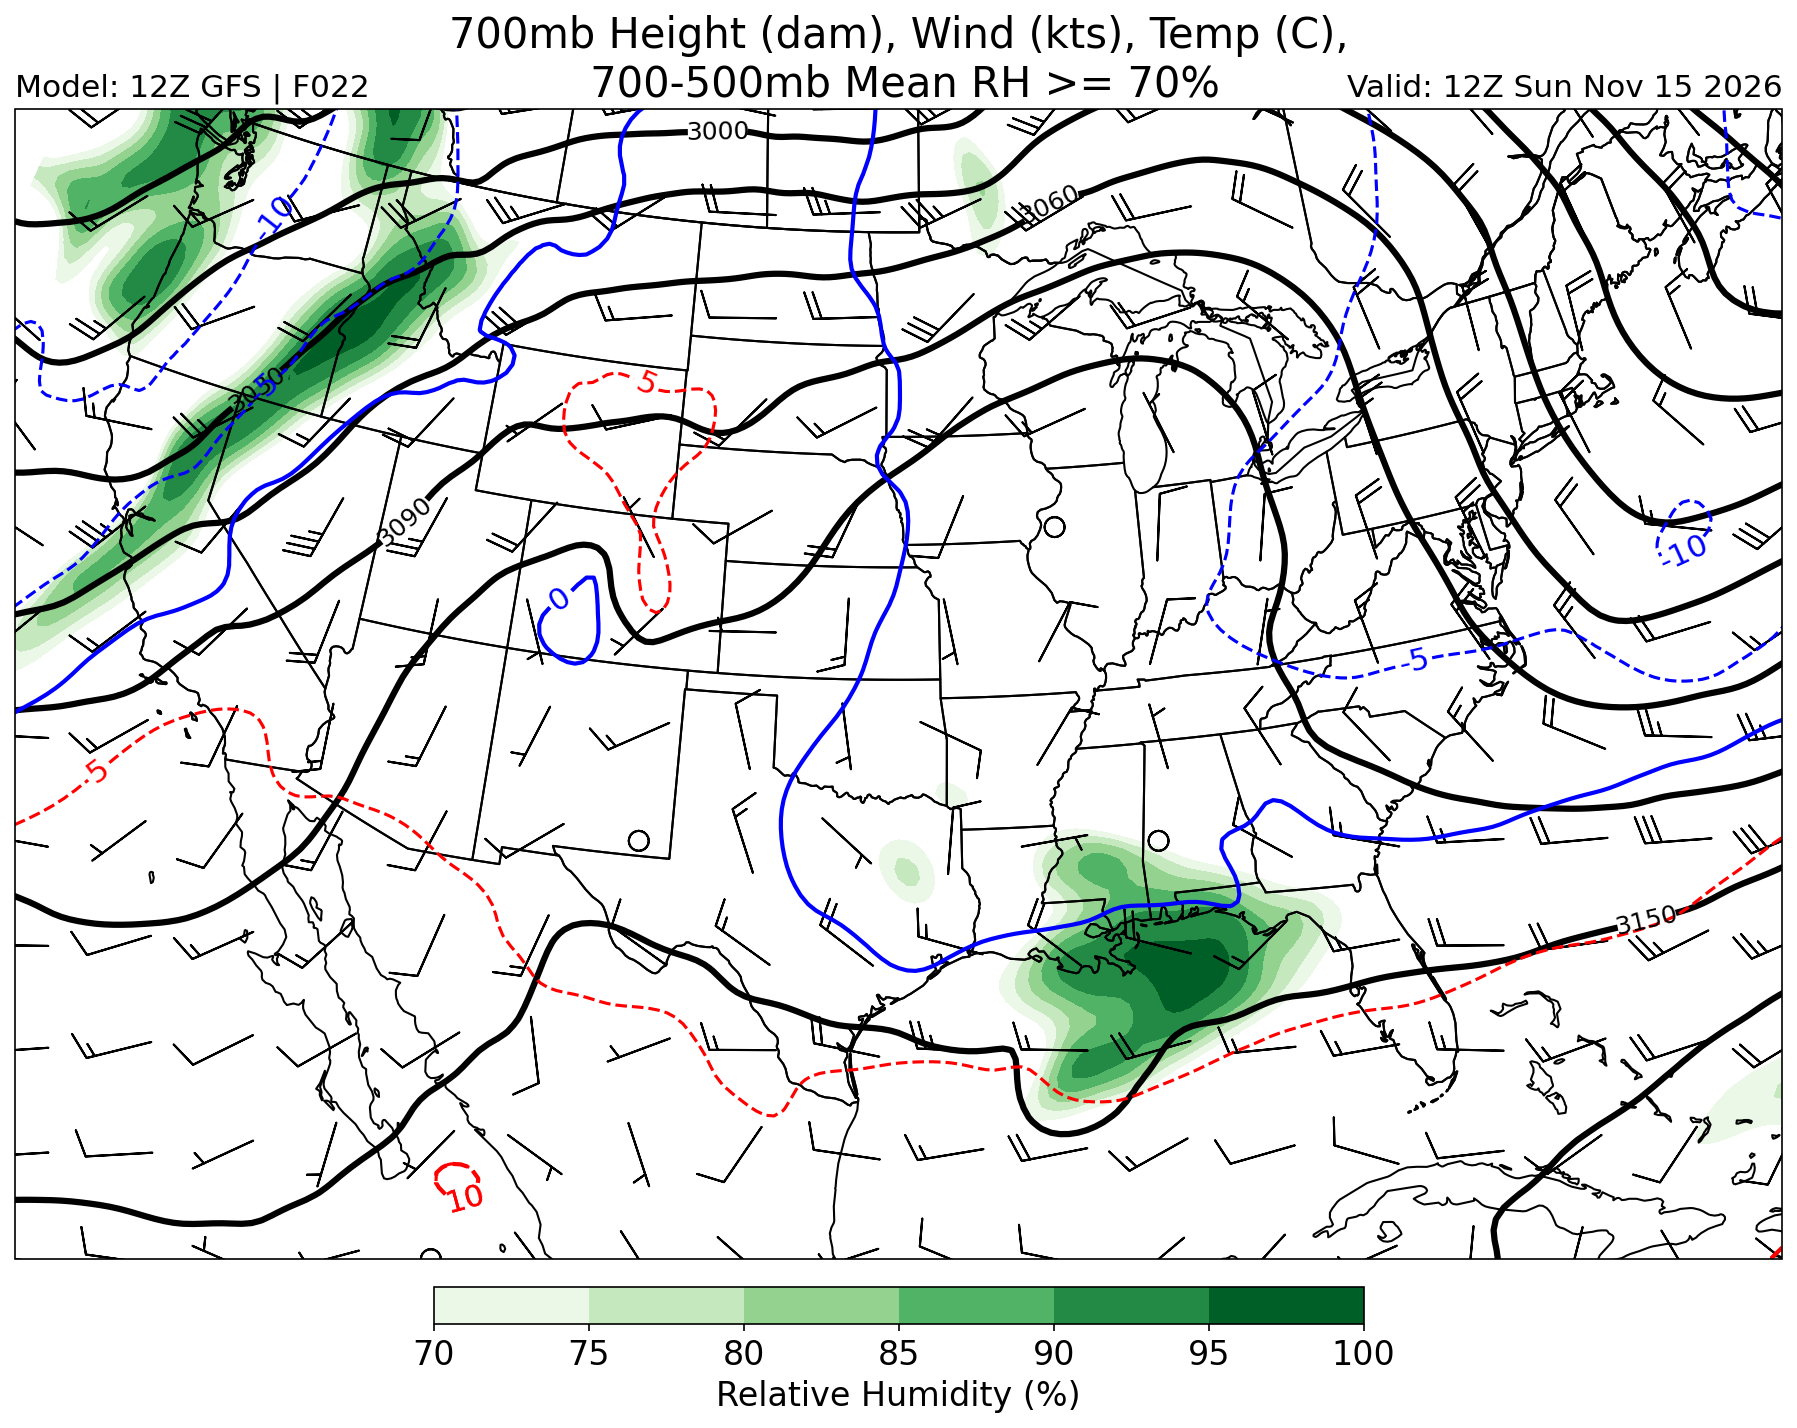 700mb Height (dam), Wind (kts), Temp (C),
700-500mb Mean RH >= 70%
Model: 12Z GFS | F022
Valid: 12Z Sun Nov 15 2026
3000
3060
-10
5
3030
-5
3090
0
-10
-5
5
3150
10
70 75 80 85 90 95 100
Relative Humidity (%)